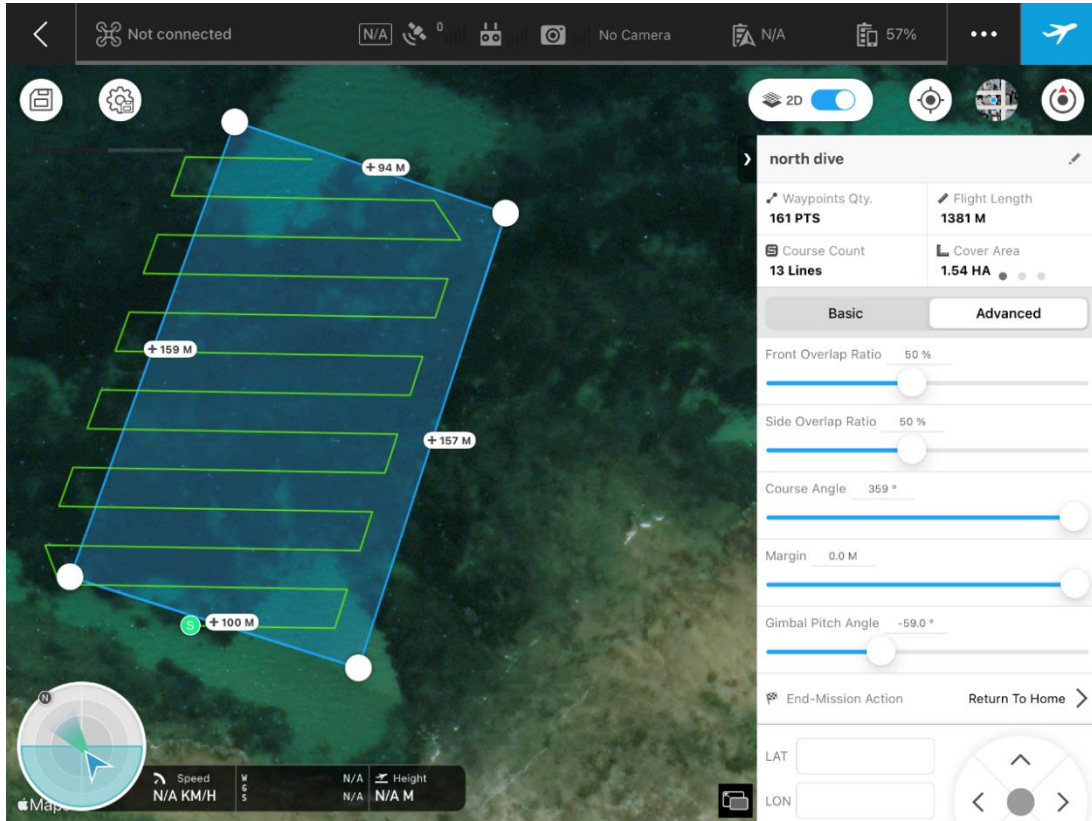 Not connected
N/A
0
No Camera
N/A
57%
2D
+ 94 M
+ 159 M
+ 157 M
+ 100 M
S
N
Speed
N/A KM/H
W
G
S
N/A
N/A
Height
N/A M
Maps
north dive
Waypoints Qty.
161 PTS
Flight Length
1381 M
Course Count
13 Lines
Cover Area
1.54 HA
Basic
Advanced
Front Overlap Ratio 50 %
Side Overlap Ratio 50 %
Course Angle 359 °
Margin 0.0 M
Gimbal Pitch Angle -59.0 °
End-Mission Action
Return To Home
LAT
LON